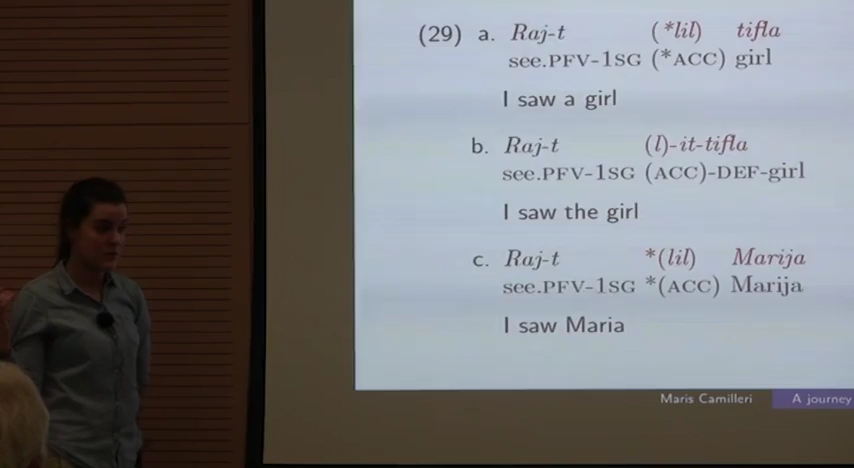 (29) a. Raj-t (*lil) tifla
see.PFV-1SG (*ACC) girl
I saw a girl
b. Raj-t (l)-it-tifla
see.PFV-1SG (ACC)-DEF-girl
I saw the girl
c. Raj-t *(lil) Marija
see.PFV-1SG *(ACC) Marija
I saw Maria
Maris Camilleri A journey